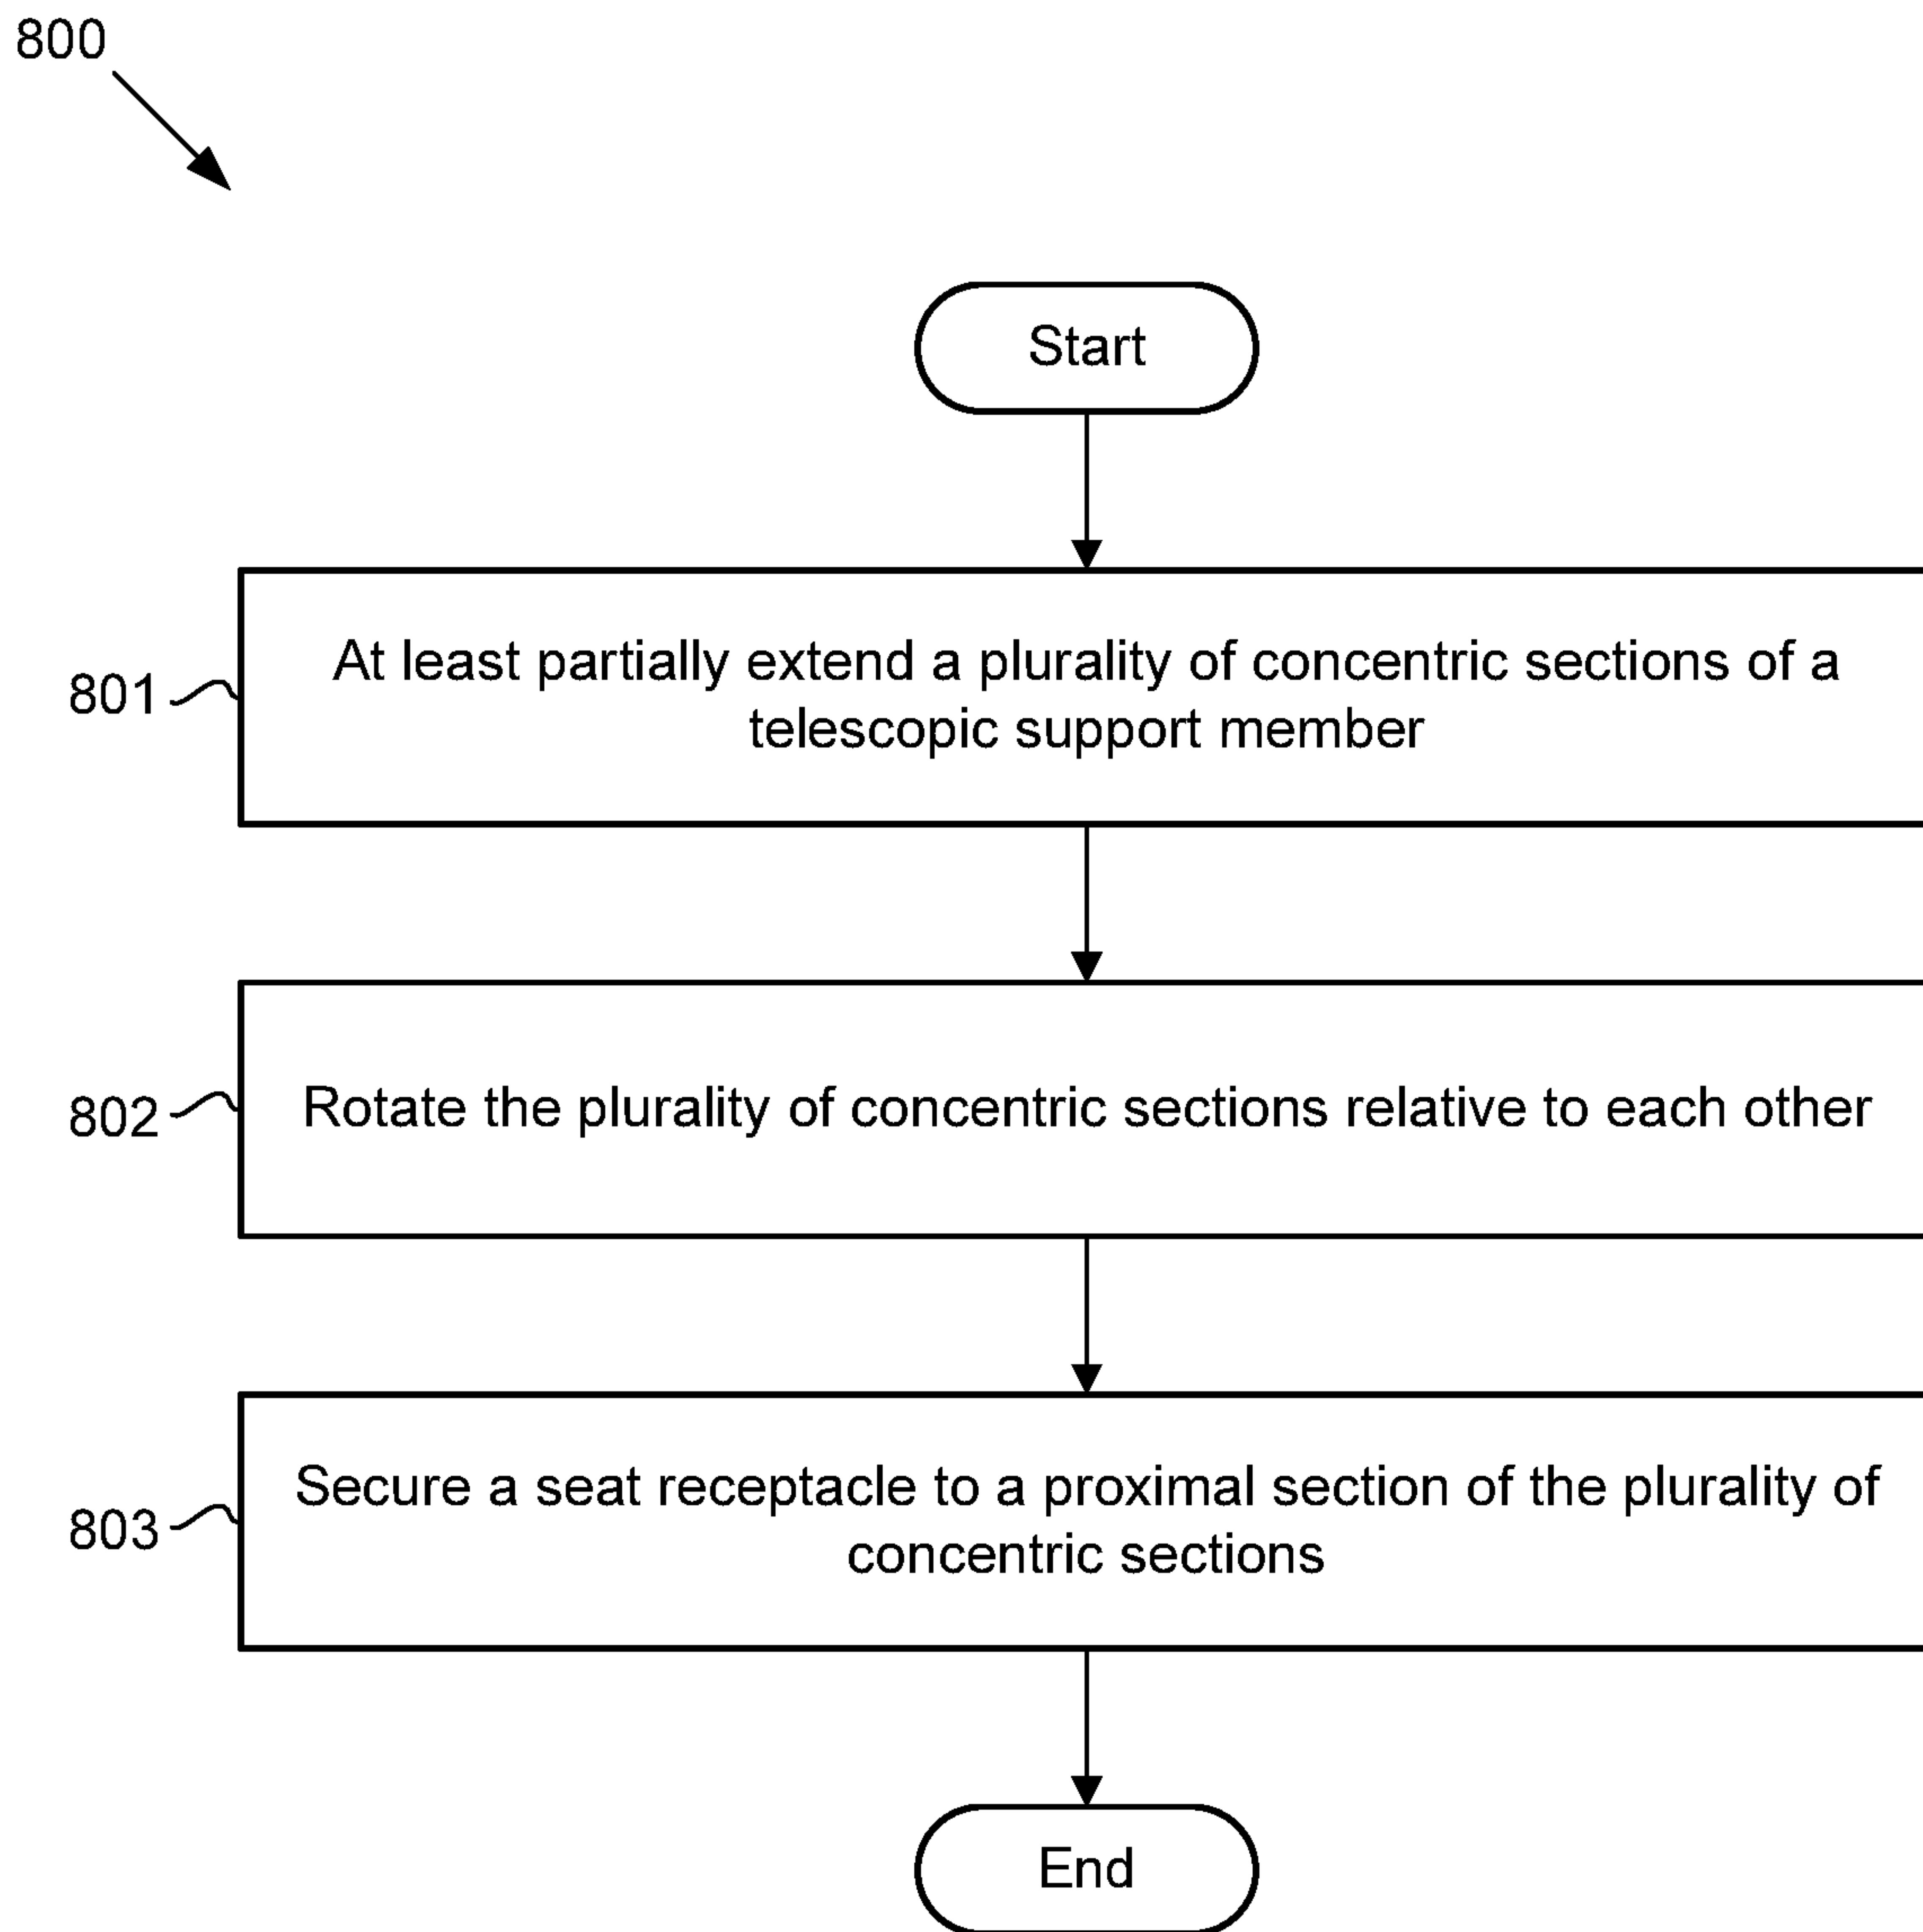 800
Start
801
At least partially extend a plurality of concentric sections of a
telescopic support member
802
Rotate the plurality of concentric sections relative to each other
803
Secure a seat receptacle to a proximal section of the plurality of
concentric sections
End